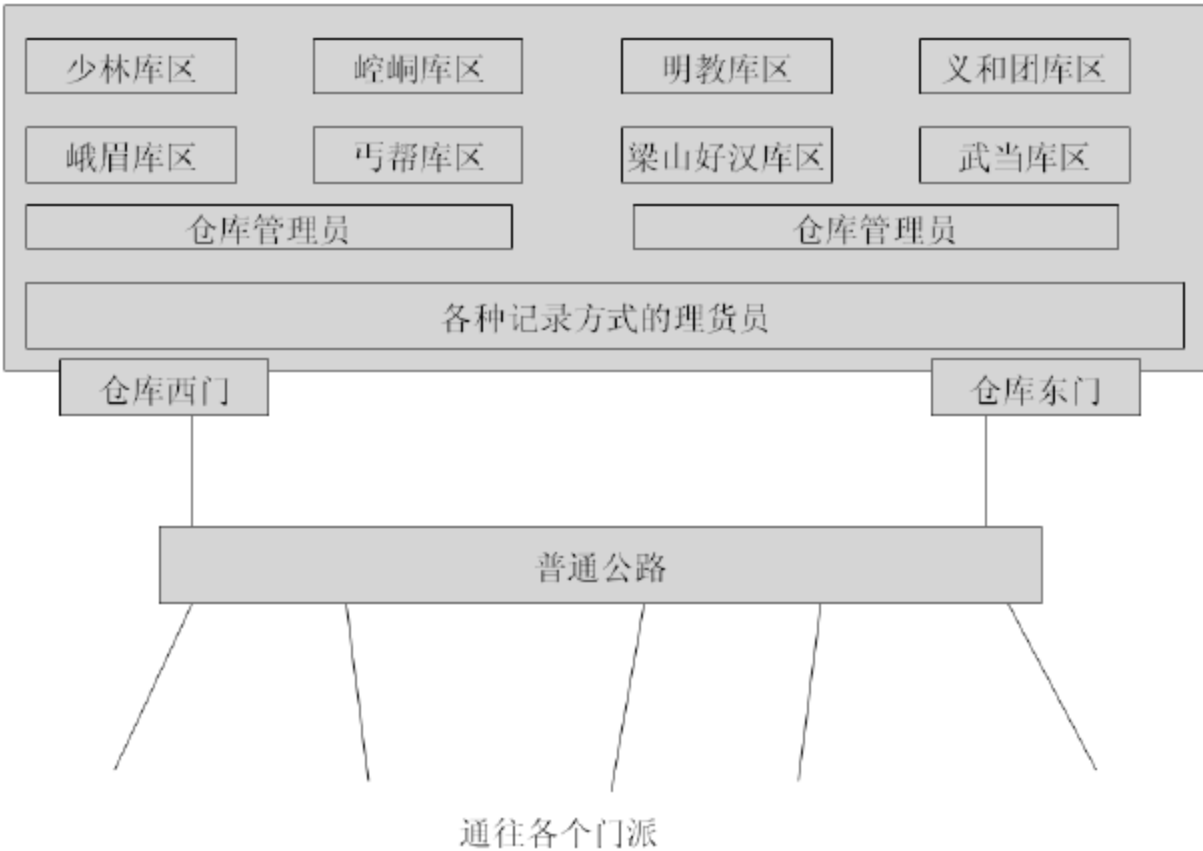 少林库区 崆峒库区 明教库区 义和团库区
峨眉库区 丐帮库区 梁山好汉库区 武当库区
仓库管理员 仓库管理员
各种记录方式的理货员
仓库西门 仓库东门
普通公路
通往各个门派